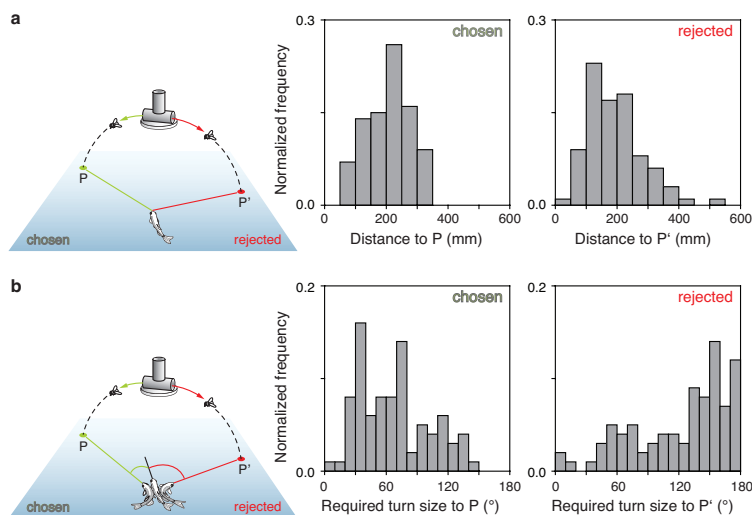 a
P
P'
chosen
rejected
Normalized frequency
0.3
0.0
0
200
400
600
chosen
Distance to P (mm)
0.3
0.0
0
200
400
600
rejected
Distance to P‘ (mm)
b
P
P'
chosen
rejected
Normalized frequency
0.2
0.0
0
60
120
180
chosen
Required turn size to P (°)
0.2
0.0
0
60
120
180
rejected
Required turn size to P‘ (°)